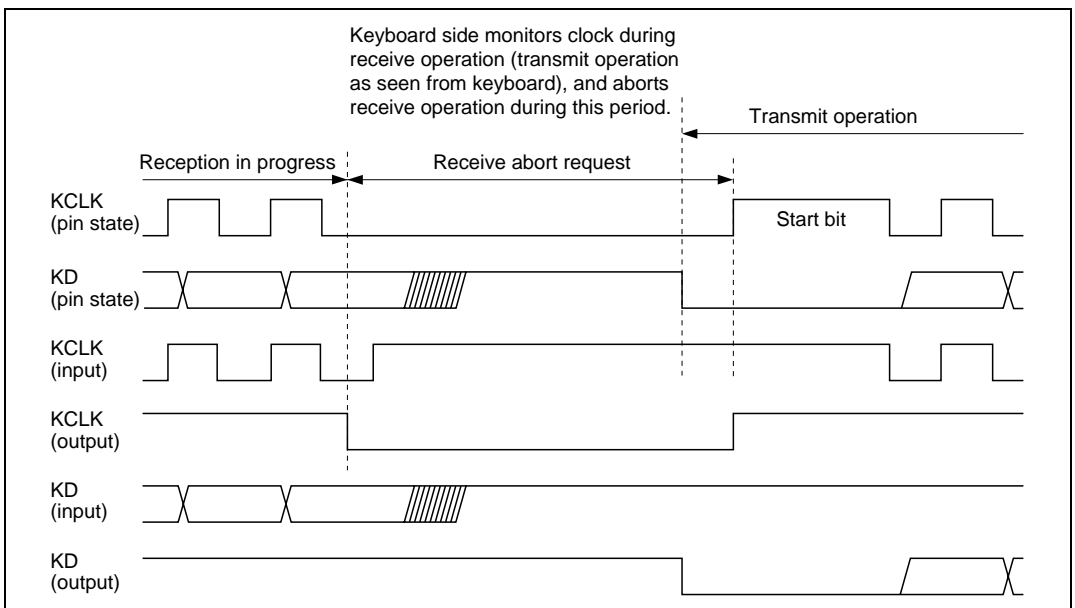 Keyboard side monitors clock during
receive operation (transmit operation
as seen from keyboard), and aborts
receive operation during this period.
Transmit operation
Reception in progress
Receive abort request
KCLK
(pin state)
Start bit
KD
(pin state)
KCLK
(input)
KCLK
(output)
KD
(input)
KD
(output)